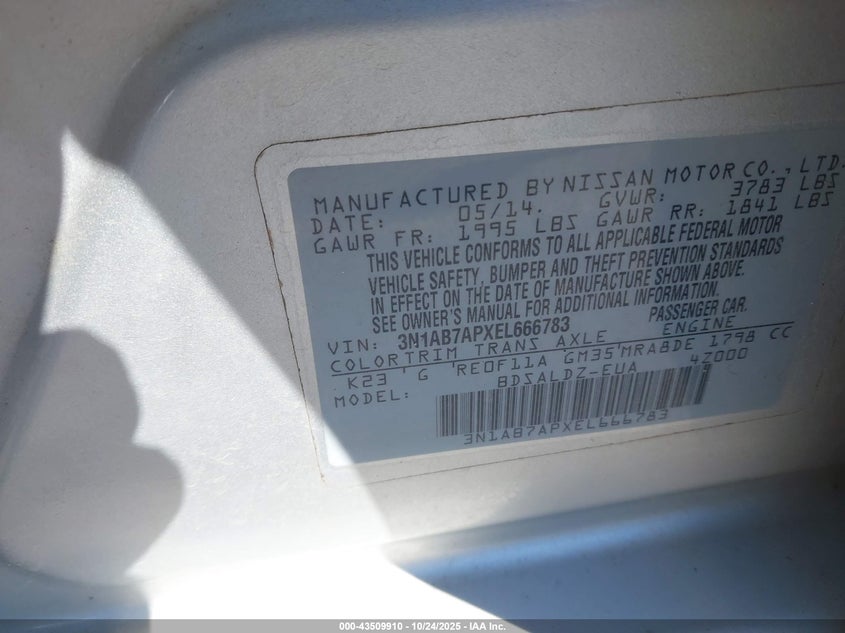 MANUFACTURED BY NISSAN MOTOR CO., LTD.
DATE: 05/14. GVWR: 3783 LBS
GAWR FR: 1995 LBS GAWR RR: 1841 LBS
THIS VEHICLE CONFORMS TO ALL APPLICABLE FEDERAL MOTOR
VEHICLE SAFETY, BUMPER AND THEFT PREVENTION STANDARDS
IN EFFECT ON THE DATE OF MANUFACTURE SHOWN ABOVE.
SEE OWNER'S MANUAL FOR ADDITIONAL INFORMATION.
VIN: 3N1AB7APXEL666783 PASSENGER CAR.
COLOR TRIM TRANS AXLE ENGINE
K23 ' G 'RE0F11A GM35'MRA8DE 1798 CC
MODEL: BDSALDZ-EUA 4Z000
3N1AB7APXEL666783
000-43509910 - 10/24/2025 - IAA Inc.